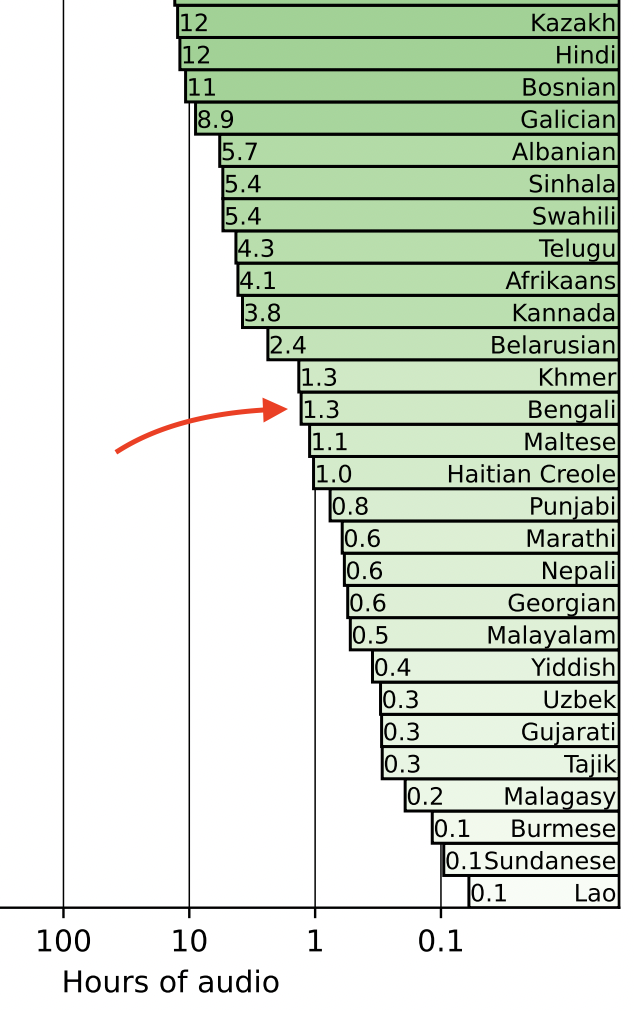 12 Kazakh
12 Hindi
11 Bosnian
8.9 Galician
5.7 Albanian
5.4 Sinhala
5.4 Swahili
4.3 Telugu
4.1 Afrikaans
3.8 Kannada
2.4 Belarusian
1.3 Khmer
1.3 Bengali
1.1 Maltese
1.0 Haitian Creole
0.8 Punjabi
0.6 Marathi
0.6 Nepali
0.6 Georgian
0.5 Malayalam
0.4 Yiddish
0.3 Uzbek
0.3 Gujarati
0.3 Tajik
0.2 Malagasy
0.1 Burmese
0.1 Sundanese
0.1 Lao
100 10 1 0.1
Hours of audio